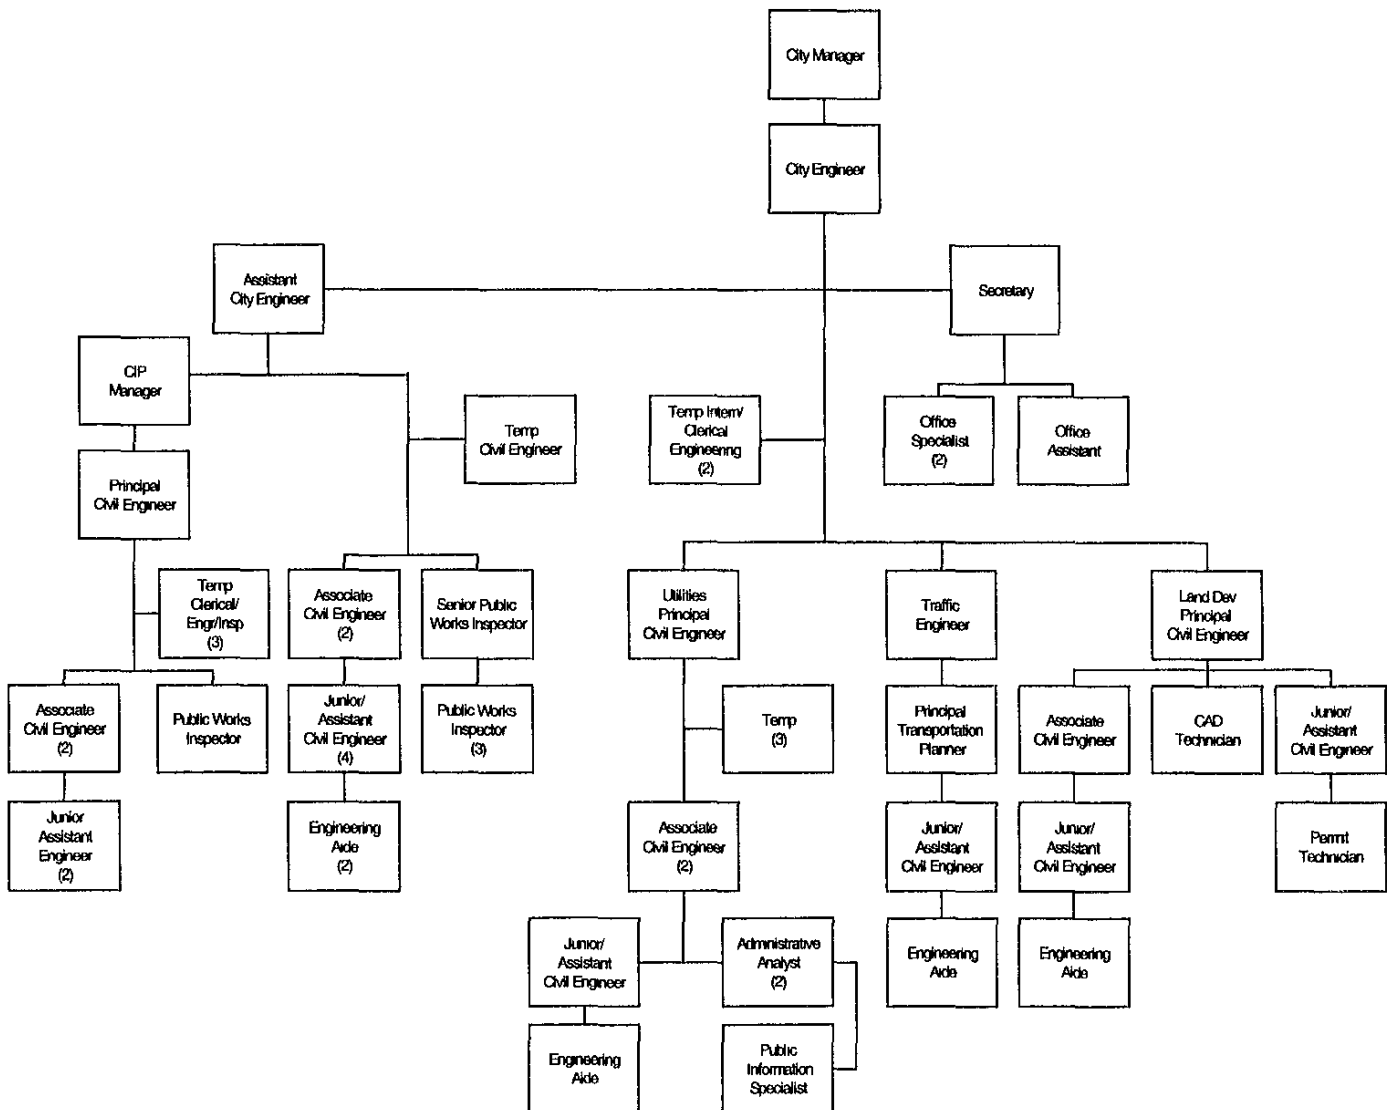 City Manager
City Engineer
Assistant
City Engineer
Secretary
CIP
Manager
Temp
Civil Engineer
Temp Intern/
Clerical
Engineering
(2)
Office
Specialist
(2)
Office
Assistant
Principal
Civil Engineer
Temp
Clerical/
Engr/Insp
(3)
Associate
Civil Engineer
(2)
Senior Public
Works Inspector
Utilities
Principal
Civil Engineer
Traffic
Engineer
Land Dev
Principal
Civil Engineer
Associate
Civil Engineer
(2)
Public Works
Inspector
Junior/
Assistant
Civil Engineer
(4)
Public Works
Inspector
(3)
Temp
(3)
Principal
Transportation
Planner
Associate
Civil Engineer
CAD
Technician
Junior/
Assistant
Civil Engineer
Junior
Assistant
Engineer
(2)
Engineering
Aide
(2)
Associate
Civil Engineer
(2)
Junior/
Assistant
Civil Engineer
Junior/
Assistant
Civil Engineer
Permit
Technician
Junior/
Assistant
Civil Engineer
Administrative
Analyst
(2)
Engineering
Aide
Engineering
Aide
Engineering
Aide
Public
Information
Specialist